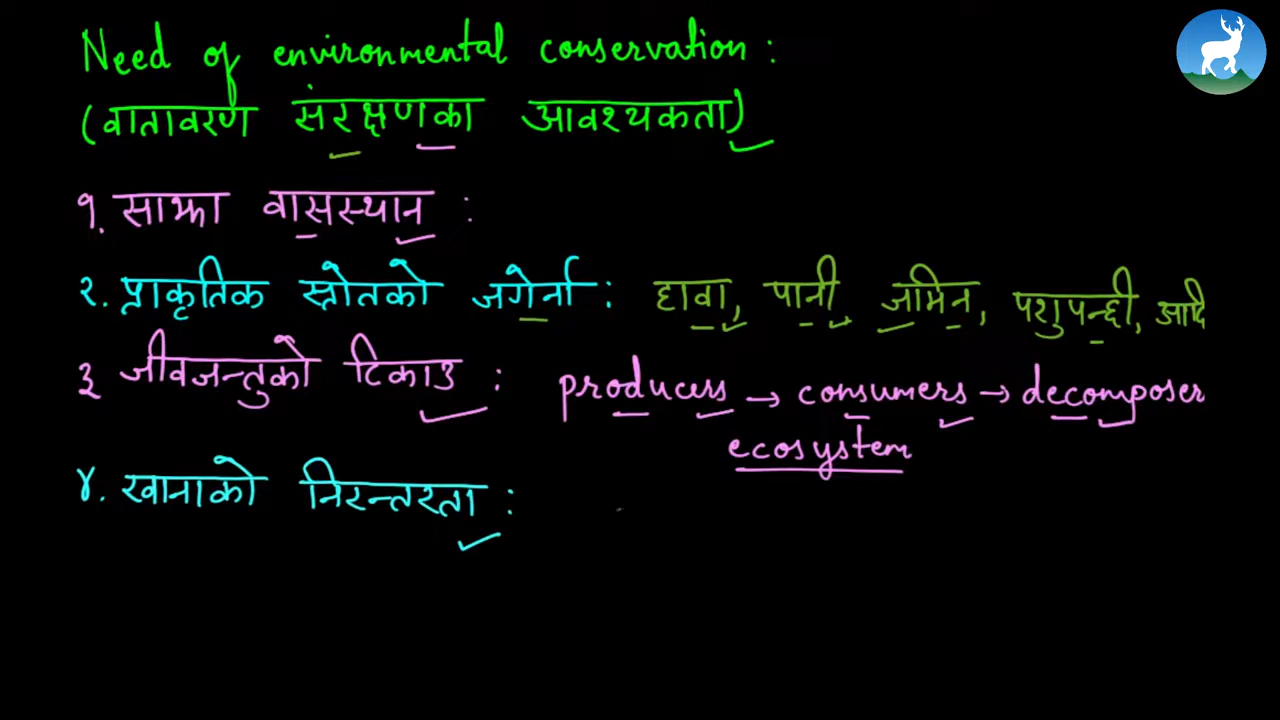 Need of environmental conservation :
(वातावरण संरक्षणका आवश्यकता)
१. साझा वासस्थान :
२. प्राकृतिक स्रोतको जगेर्ना : हावा, पानी, जमिन, पशुपन्छी, आदि
३ जीवजन्तुको टिकाउ : producers → consumers → decomposer
ecosystem
४. खानाको निरन्तरता :